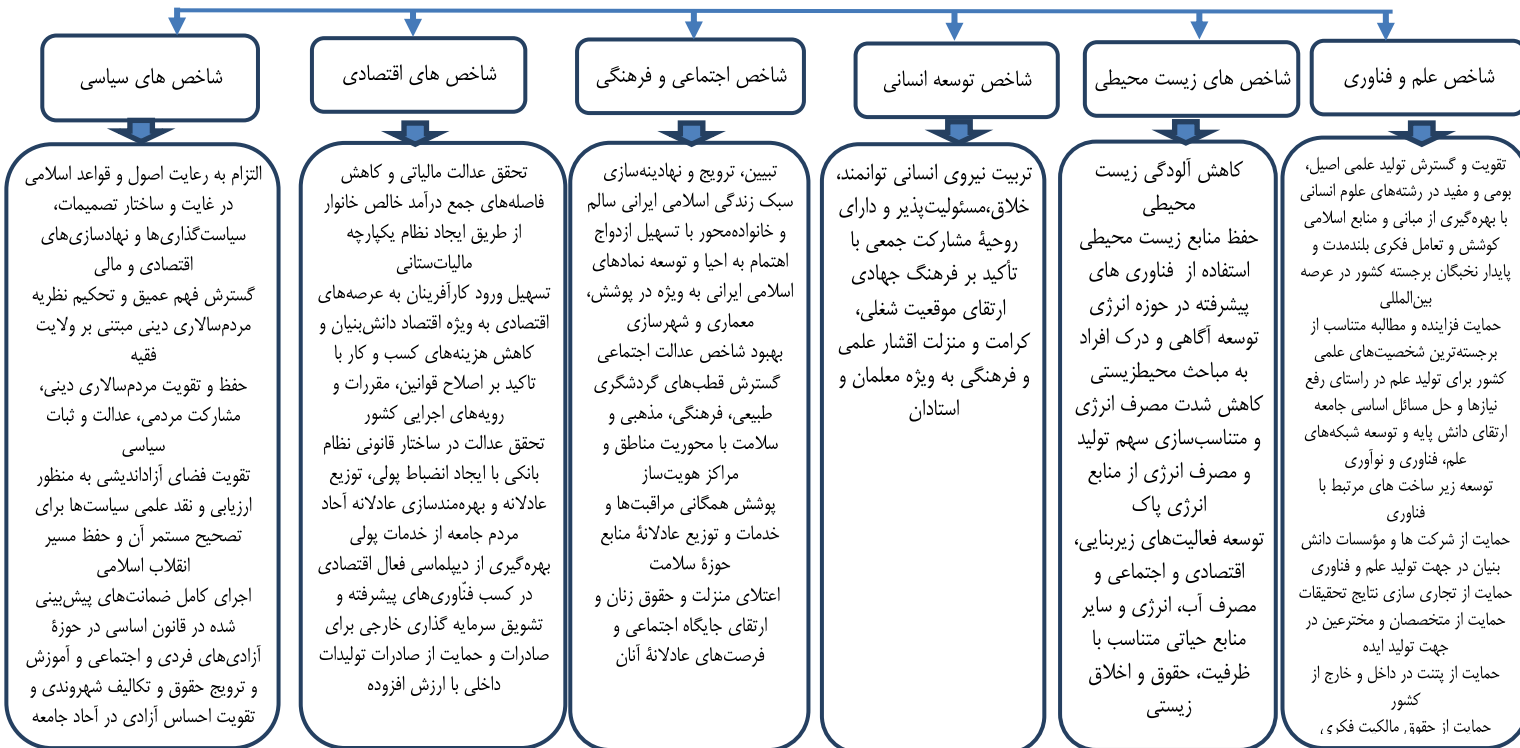 شاخص علم و فناوری
تقویت و گسترش تولید علمی اصیل،
بومی و مفید در رشته‌های علوم انسانی
با بهره‌گیری از مبانی و منابع اسلامی
کوشش و تعامل فکری بلندمدت و
پایدار نخبگان برجسته کشور در عرصه
بین‌المللی
حمایت فزاینده و مطالبه متناسب از
برجسته‌ترین شخصیت‌های علمی
کشور برای تولید علم در راستای رفع
نیازها و حل مسائل اساسی جامعه
ارتقای دانش پایه و توسعه شبکه‌های
علم، فناوری و نوآوری
توسعه زیر ساخت های مرتبط با
فناوری
حمایت از شرکت ها و مؤسسات دانش
بنیان در جهت تولید علم و فناوری
حمایت از تجاری سازی نتایج تحقیقات
حمایت از متخصصان و مخترعین در
جهت تولید ایده
حمایت از پتنت در داخل و خارج از
کشور
حمایت از حقوق مالکیت فکری
شاخص های زیست محیطی
کاهش آلودگی زیست
محیطی
حفظ منابع زیست محیطی
استفاده از فناوری های
پیشرفته در حوزه انرژی
توسعه آگاهی و درک افراد
به مباحث محیطزیستی
کاهش شدت مصرف انرژی
و متناسب‌سازی سهم تولید
و مصرف انرژی از منابع
انرژی پاک
توسعه فعالیت‌های زیربنایی،
اقتصادی و اجتماعی و
مصرف آب، انرژی و سایر
منابع حیاتی متناسب با
ظرفیت، حقوق و اخلاق
زیستی
شاخص توسعه انسانی
تربیت نیروی انسانی توانمند،
خلاق،مسئولیت‌پذیر و دارای
روحیۀ مشارکت جمعی با
تأکید بر فرهنگ جهادی
ارتقای موقعیت شغلی،
کرامت و منزلت اقشار علمی
و فرهنگی به ویژه معلمان و
استادان
شاخص اجتماعی و فرهنگی
تبیین، ترویج و نهادینه‌سازی
سبک زندگی اسلامی ایرانی سالم
و خانواده‌محور با تسهیل ازدواج
اهتمام به احیا و توسعه نمادهای
اسلامی ایرانی به ویژه در پوشش،
معماری و شهرسازی
بهبود شاخص عدالت اجتماعی
گسترش قطب‌های گردشگری
طبیعی، فرهنگی، مذهبی و
سلامت با محوریت مناطق و
مراکز هویت‌ساز
پوشش همگانی مراقبت‌ها و
خدمات و توزیع عادلانۀ منابع
حوزۀ سلامت
اعتلای منزلت و حقوق زنان و
ارتقای جایگاه اجتماعی و
فرصت‌های عادلانۀ آنان
شاخص های اقتصادی
تحقق عدالت مالیاتی و کاهش
فاصله‌های جمع درآمد خالص خانوار
از طریق ایجاد نظام یکپارچه
مالیات‌ستانی
تسهیل ورود کارآفرینان به عرصه‌های
اقتصادی به ویژه اقتصاد دانش‌بنیان و
کاهش هزینه‌های کسب و کار با
تاکید بر اصلاح قوانین، مقررات و
رویه‌های اجرایی کشور
تحقق عدالت در ساختار قانونی نظام
بانکی با ایجاد انضباط پولی، توزیع
عادلانه و بهره‌مندسازی عادلانه آحاد
مردم جامعه از خدمات پولی
بهره‌گیری از دیپلماسی فعال اقتصادی
در کسب فنّاوری‌های پیشرفته و
تشویق سرمایه گذاری خارجی برای
صادرات و حمایت از صادرات تولیدات
داخلی با ارزش افزوده
شاخص های سیاسی
التزام به رعایت اصول و قواعد اسلامی
در غایت و ساختار تصمیمات،
سیاست‌گذاری‌ها و نهادسازی‌های
اقتصادی و مالی
گسترش فهم عمیق و تحکیم نظریه
مردم‌سالاری دینی مبتنی بر ولایت
فقیه
حفظ و تقویت مردم‌سالاری دینی،
مشارکت مردمی، عدالت و ثبات
سیاسی
تقویت فضای آزاداندیشی به منظور
ارزیابی و نقد علمی سیاست‌ها برای
تصحیح مستمر آن و حفظ مسیر
انقلاب اسلامی
اجرای کامل ضمانت‌های پیش‌بینی
شده در قانون اساسی در حوزۀ
آزادی‌های فردی و اجتماعی و آموزش
و ترویج حقوق و تکالیف شهروندی و
تقویت احساس آزادی در آحاد جامعه